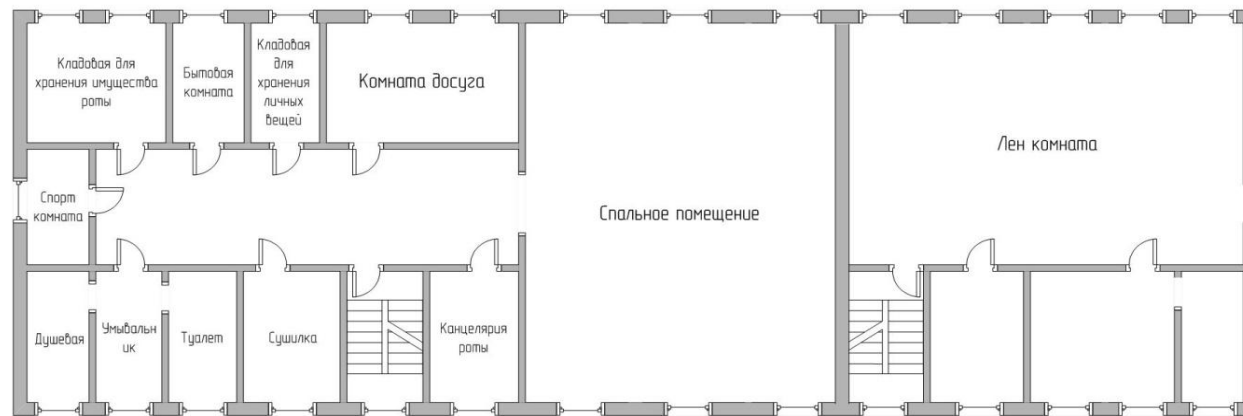 Кладовая для
хранения имущества
роты
Бытовая
комната
Кладовая
для
хранения
личных
вещей
Комната досуга
Лен комната
Спорт
комната
Спальное помещение
Душевая
Умывальн
ик
Туалет
Сушилка
Канцелярия
роты